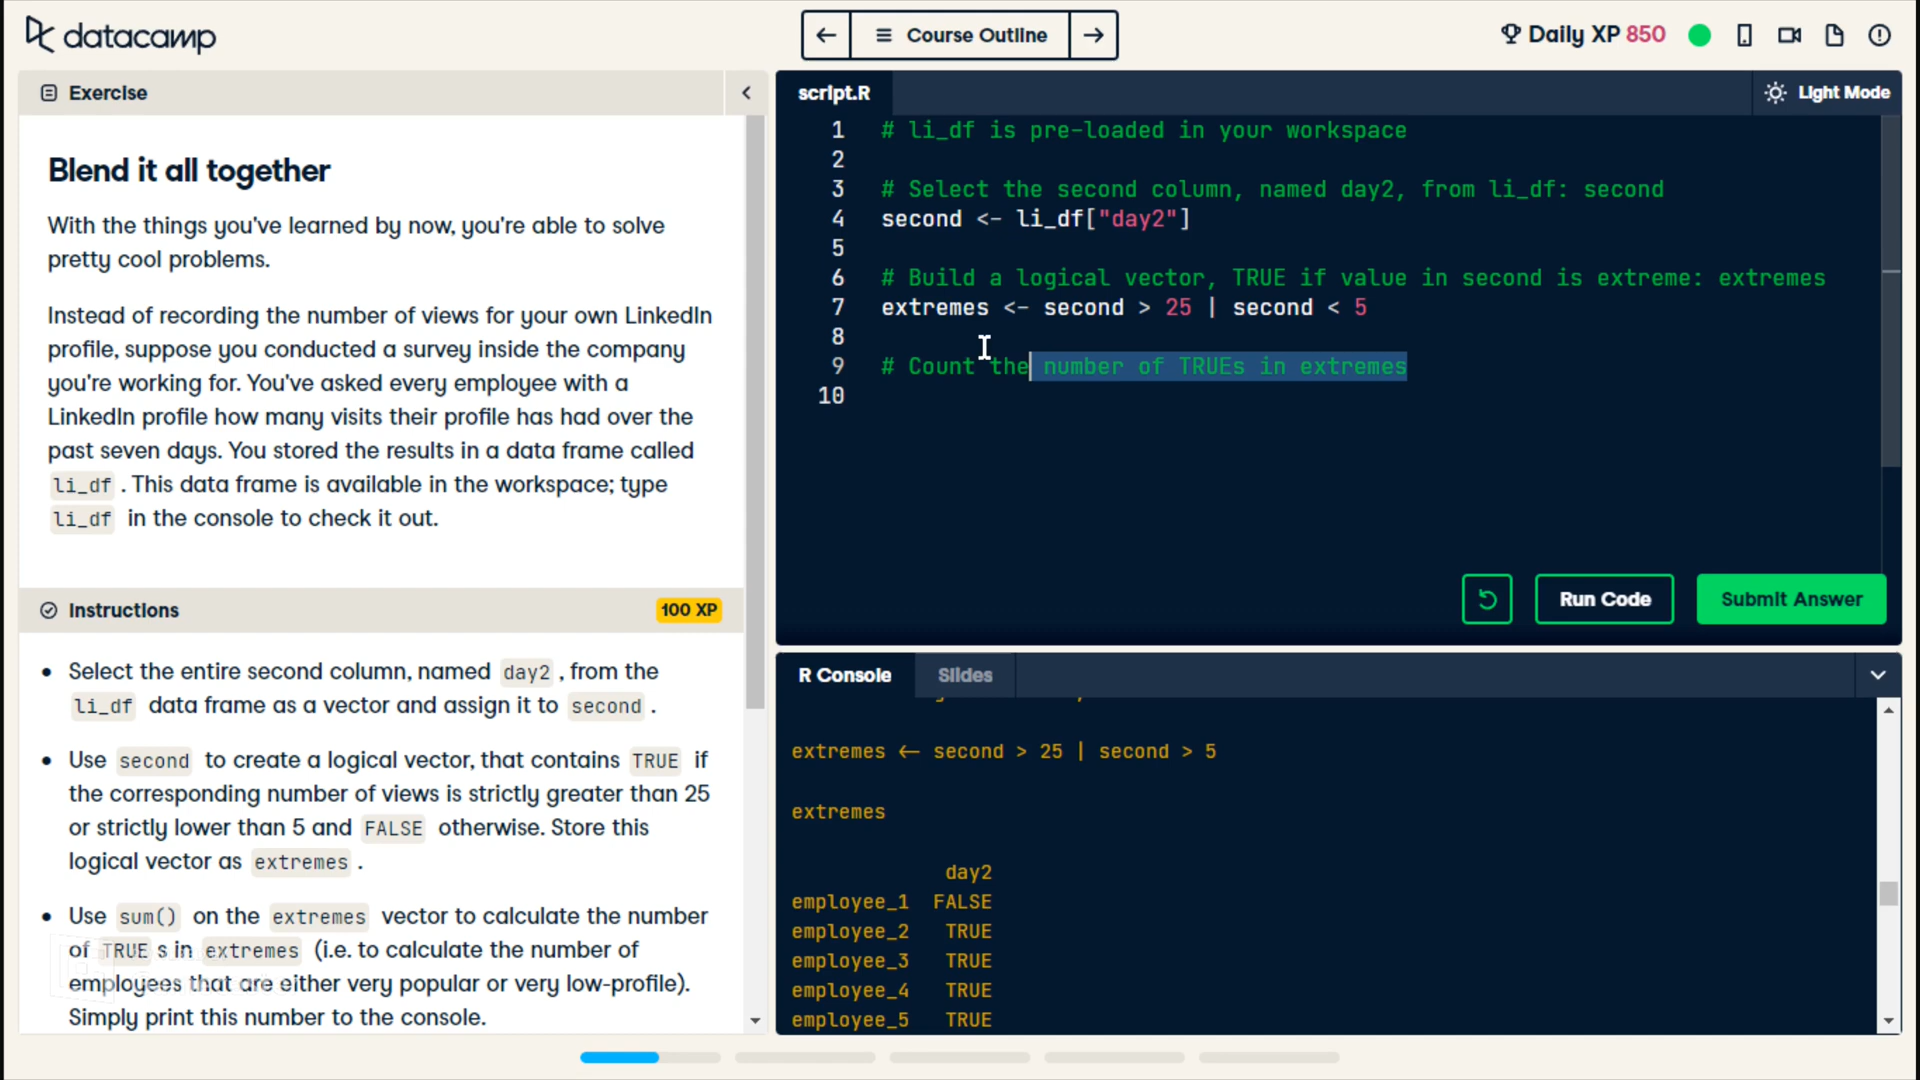 datacamp
Course Outline
Daily XP 850
Exercise
Blend it all together
With the things you've learned by now, you're able to solve
pretty cool problems.
Instead of recording the number of views for your own LinkedIn
profile, suppose you conducted a survey inside the company
you're working for. You've asked every employee with a
LinkedIn profile how many visits their profile has had over the
past seven days. You stored the results in a data frame called
li_df . This data frame is available in the workspace; type
li_df in the console to check it out.
Instructions
100 XP
• Select the entire second column, named day2 , from the
li_df data frame as a vector and assign it to second .
• Use second to create a logical vector, that contains TRUE if
the corresponding number of views is strictly greater than 25
or strictly lower than 5 and FALSE otherwise. Store this
logical vector as extremes .
• Use sum() on the extremes vector to calculate the number
of TRUE s in extremes (i.e. to calculate the number of
employees that are either very popular or very low-profile).
Simply print this number to the console.
script.R
Light Mode
1 # li_df is pre-loaded in your workspace
2
3 # Select the second column, named day2, from li_df: second
4 second <- li_df["day2"]
5
6 # Build a logical vector, TRUE if value in second is extreme: extremes
7 extremes <- second > 25 | second < 5
8
9 # Count the number of TRUEs in extremes
10
Run Code
Submit Answer
R Console
Slides
extremes <- second > 25 | second > 5
extremes
day2
employee_1 FALSE
employee_2 TRUE
employee_3 TRUE
employee_4 TRUE
employee_5 TRUE